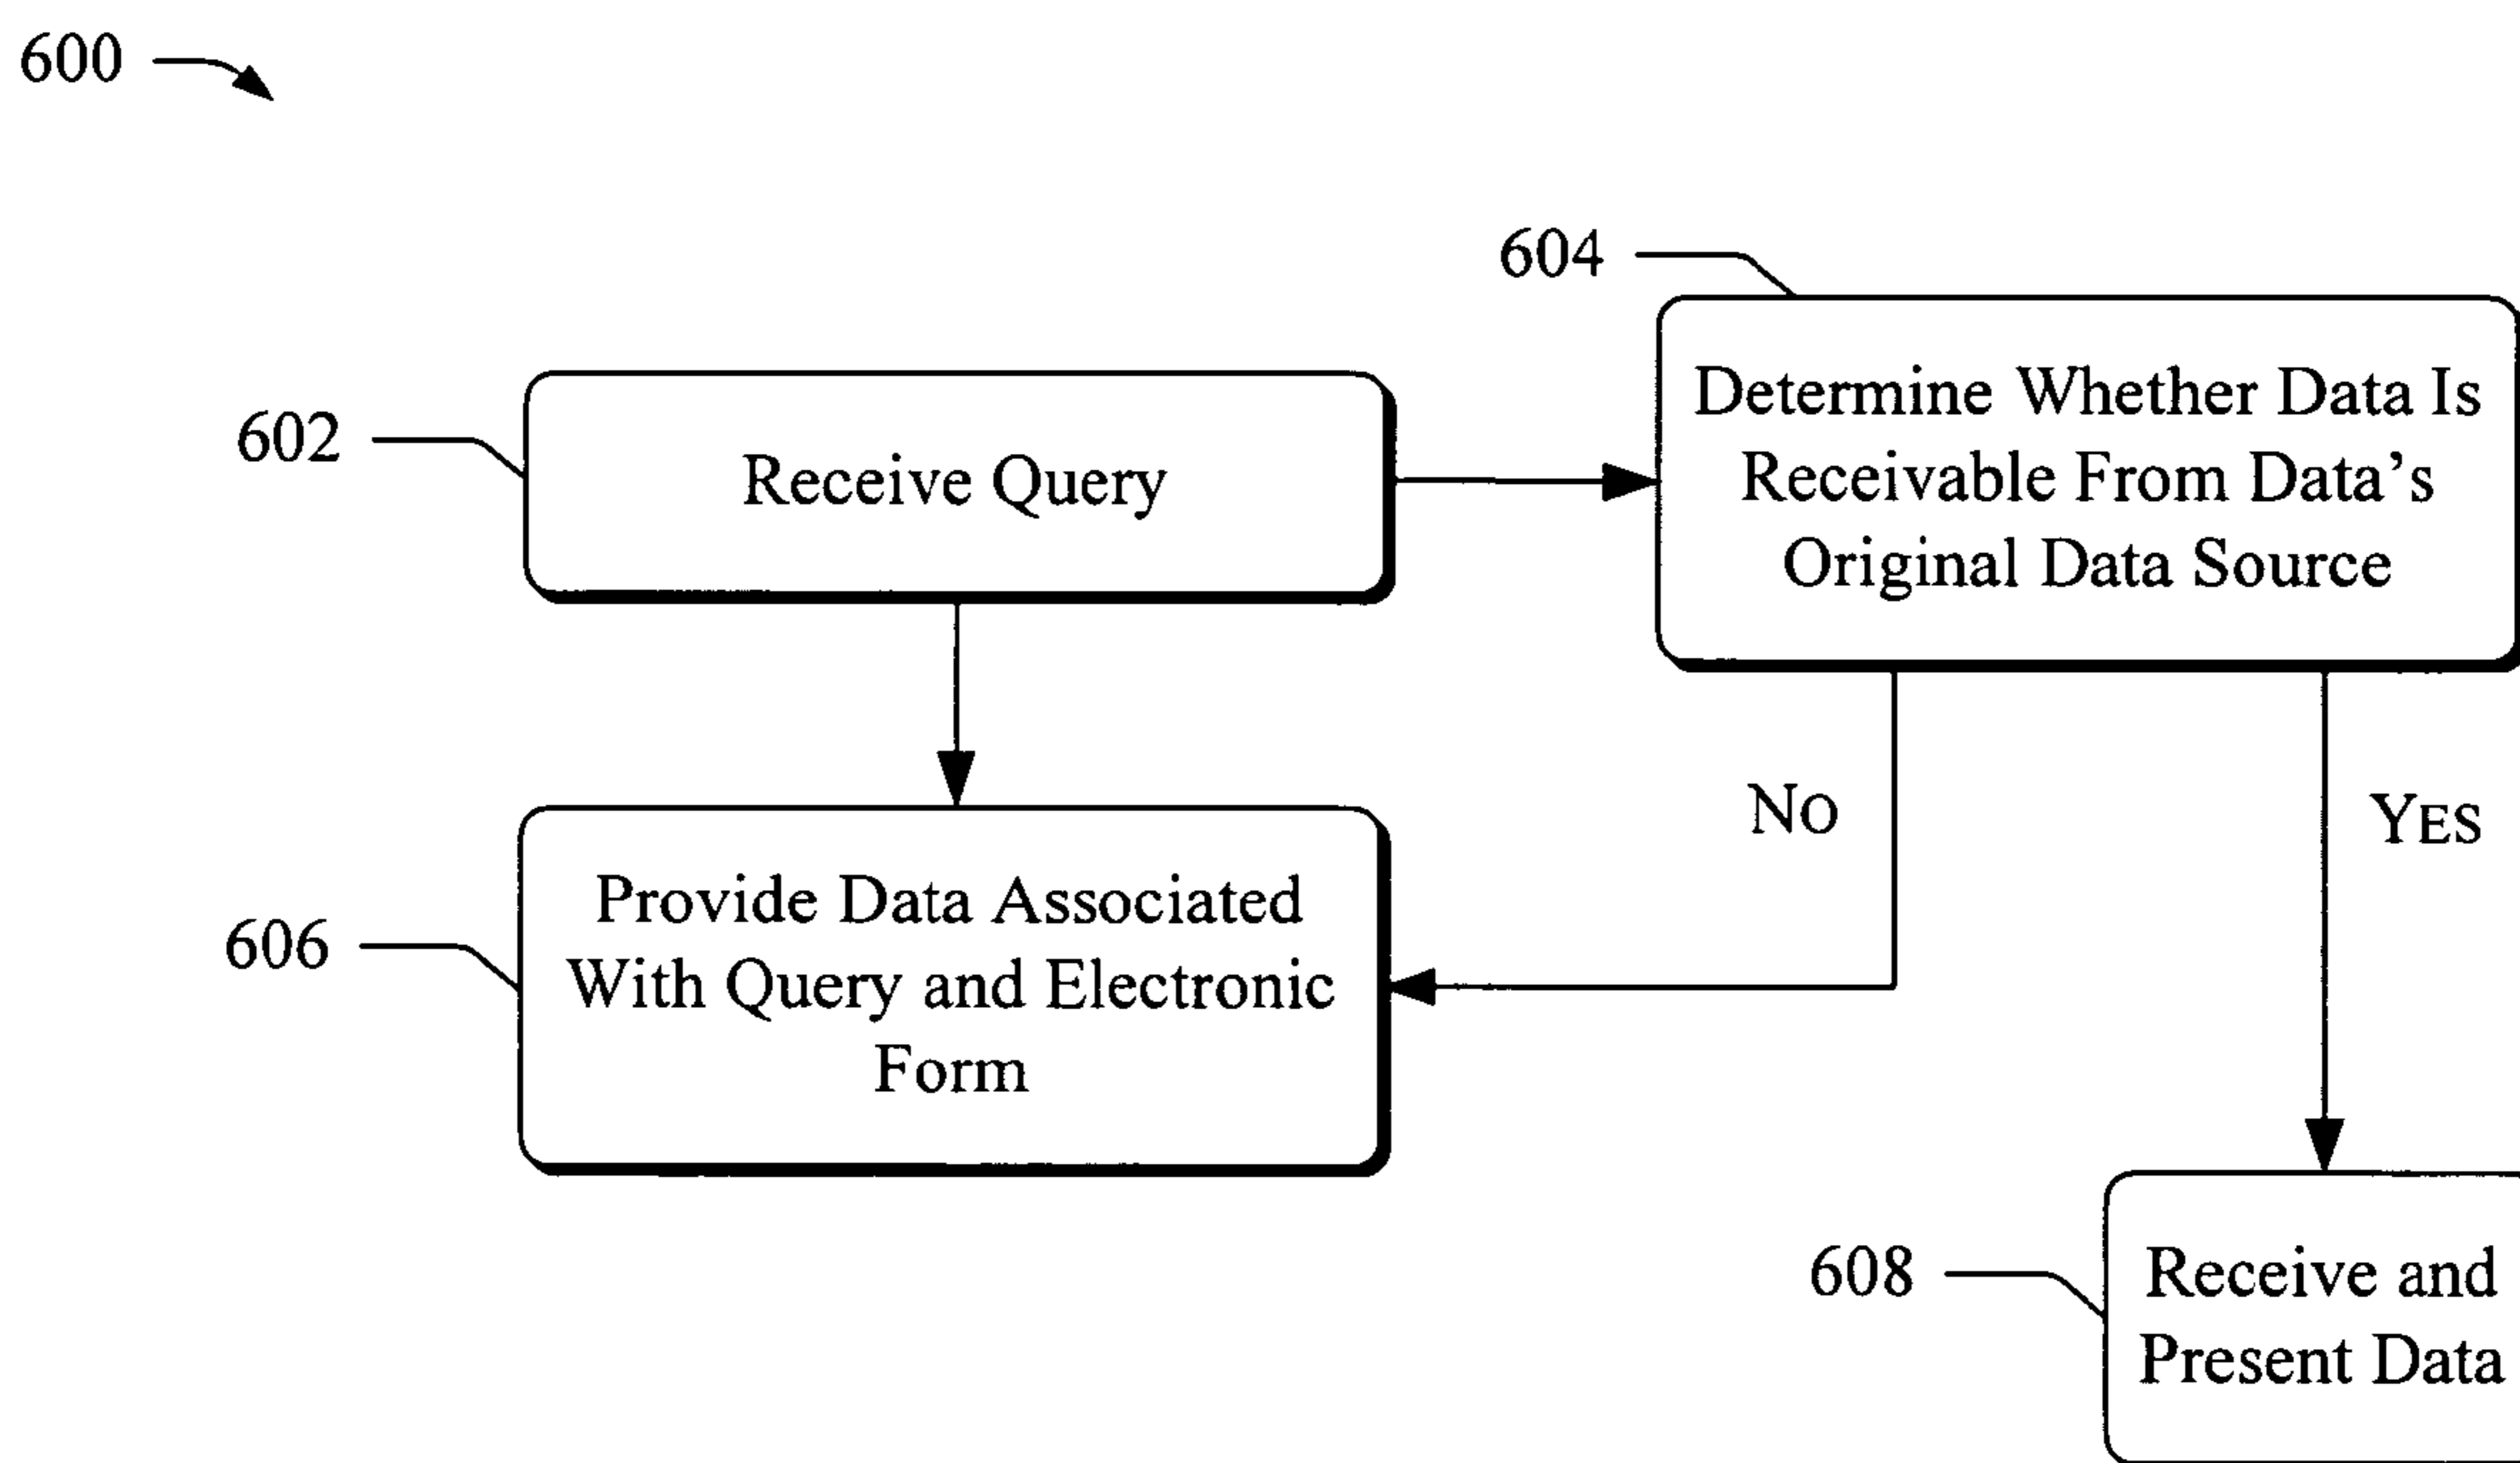 600
604
Determine Whether Data Is
Receivable From Data's
Original Data Source
602
Receive Query
No
YES
606
Provide Data Associated
With Query and Electronic
Form
608
Receive and
Present Data